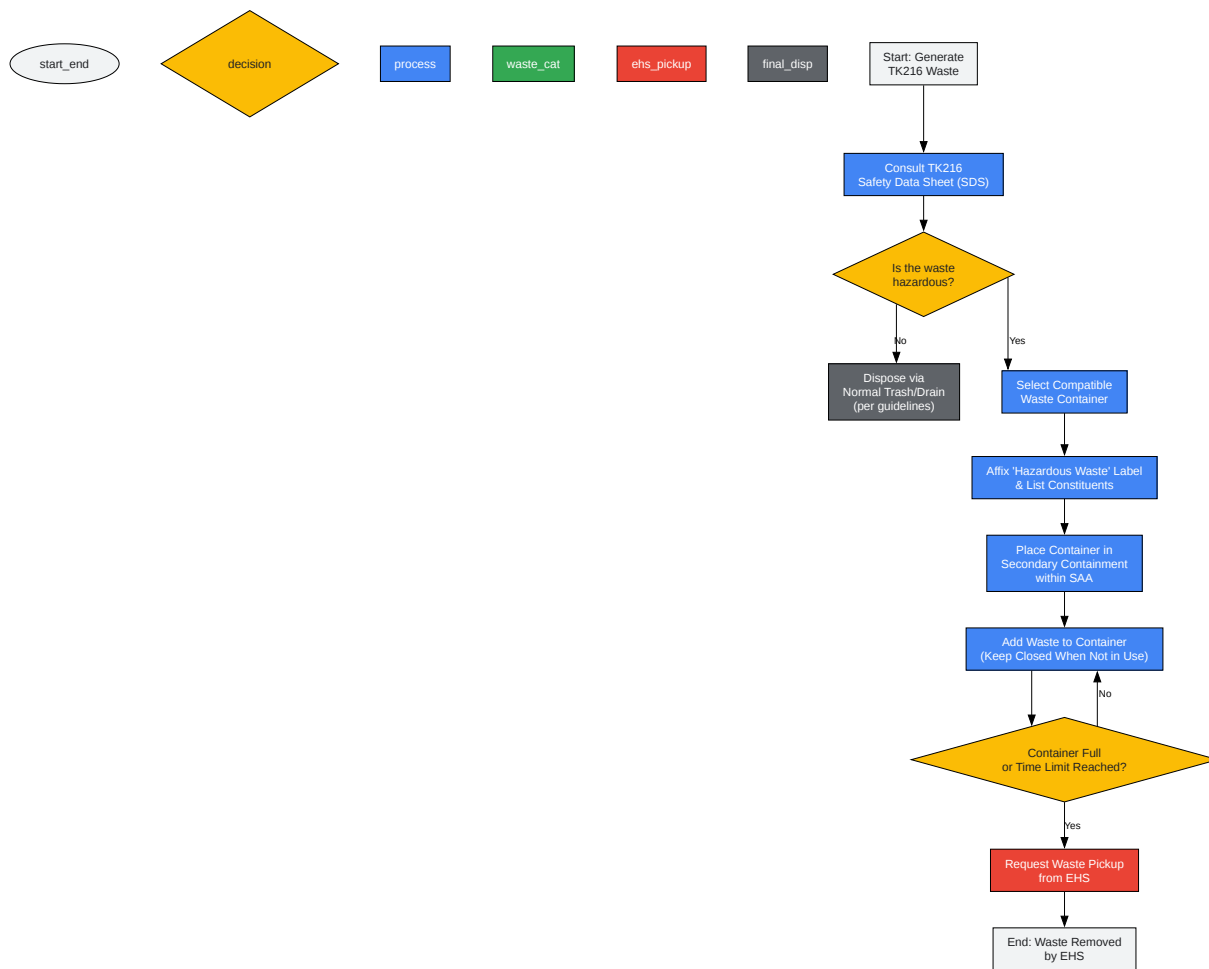 start_end
decision
process
waste_cat
ehs_pickup
final_disp
Start: Generate
TK216 Waste
Consult TK216
Safety Data Sheet (SDS)
Is the waste
hazardous?
No
Yes
Dispose via
Normal Trash/Drain
(per guidelines)
Select Compatible
Waste Container
Affix 'Hazardous Waste' Label
& List Constituents
Place Container in
Secondary Containment
within SAA
Add Waste to Container
(Keep Closed When Not in Use)
No
Container Full
or Time Limit Reached?
Yes
Request Waste Pickup
from EHS
End: Waste Removed
by EHS